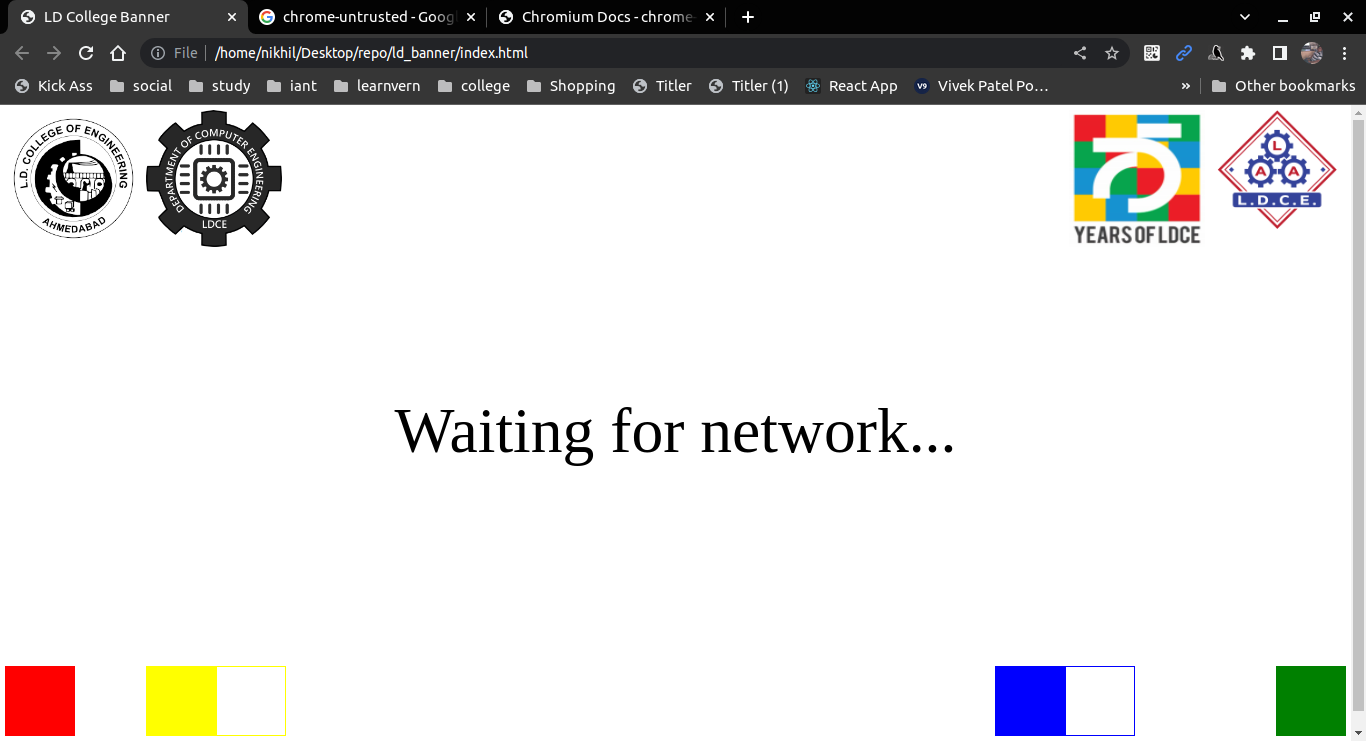 LD College Banner
chrome-untrusted - Googl
Chromium Docs - chrome-
File
/home/nikhil/Desktop/repo/ld_banner/index.html
Kick Ass
social
study
iant
learnvern
college
Shopping
Titler
Titler (1)
React App
V9
Vivek Patel Po…
»
Other bookmarks
L.D. COLLEGE OF ENGINEERING
AHMEDABAD
DEPARTMENT OF COMPUTER ENGINEERING
LDCE
YEARS OF LDCE
L
A A
L.D.C.E.
Waiting for network...